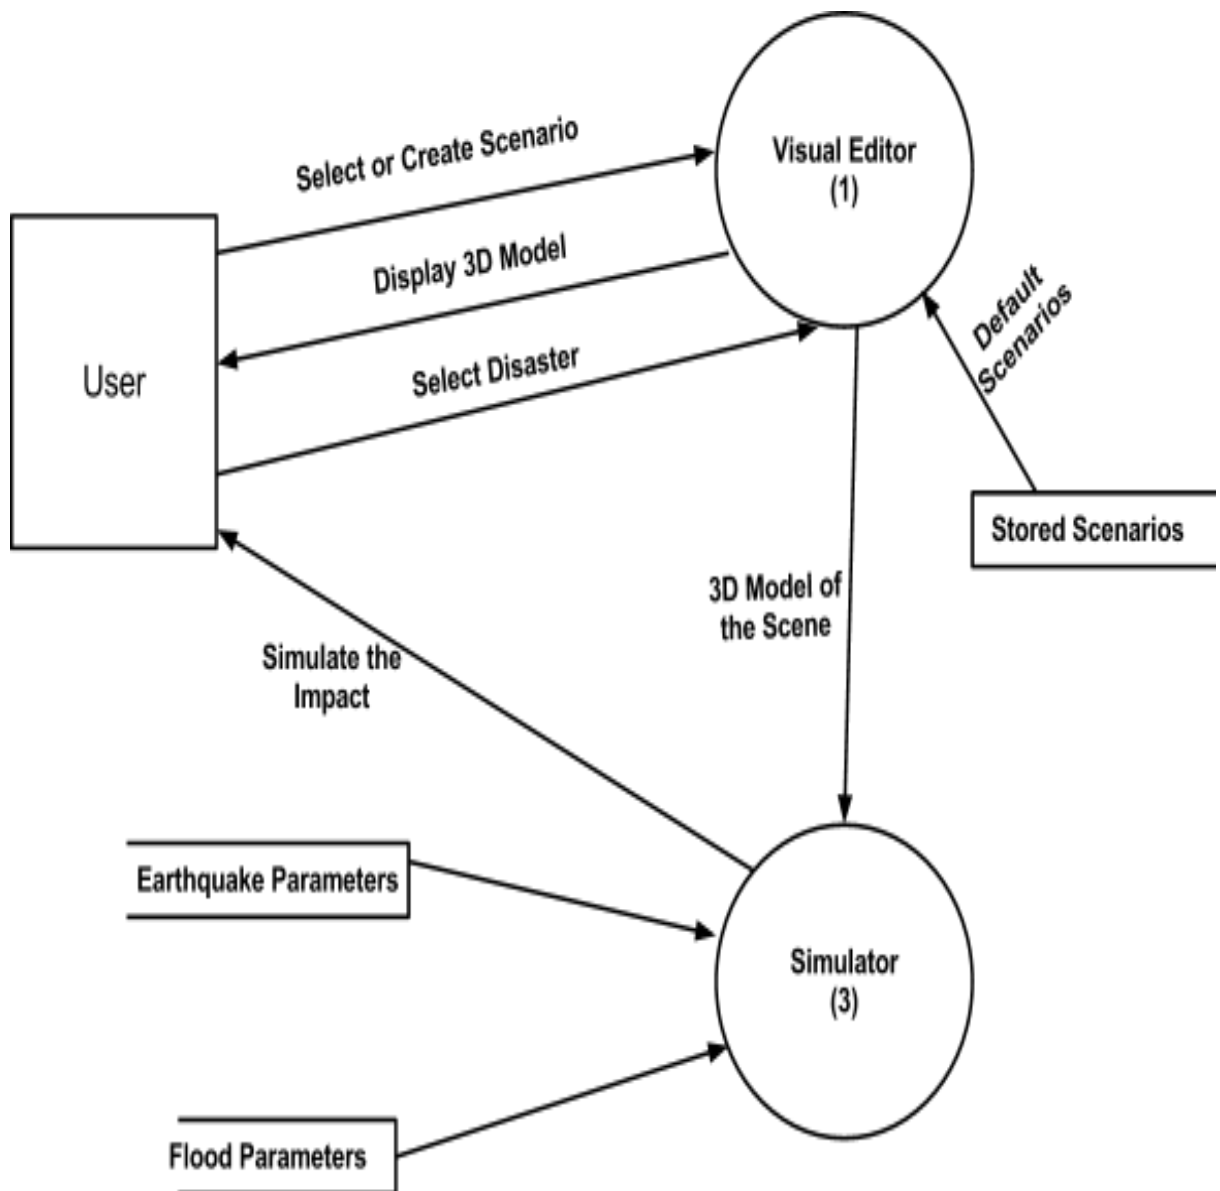 Select or Create Scenario
Visual Editor
(1)
Display 3D Model
Select Disaster
User
Default
Scenarios
Stored Scenarios
3D Model of
the Scene
Simulate the
Impact
Earthquake Parameters
Simulator
(3)
Flood Parameters